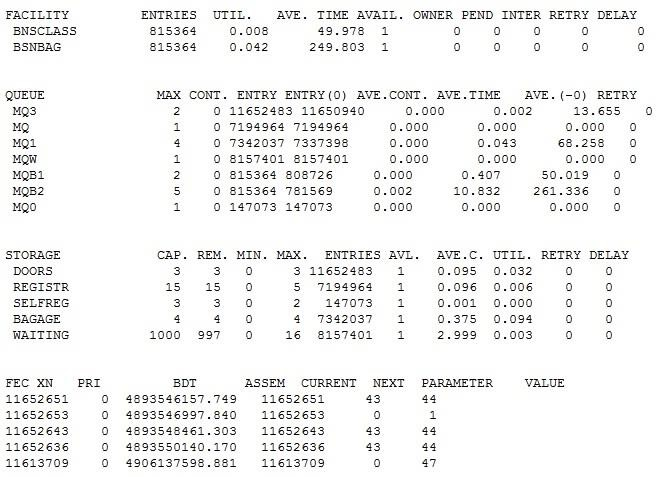 FACILITY ENTRIES UTIL. AVE. TIME AVAIL. OWNER PEND INTER RETRY DELAY
BNSCLASS 815364 0.008 49.978 1 0 0 0 0 0
BSNBAG 815364 0.042 249.803 1 0 0 0 0 0
QUEUE MAX CONT. ENTRY ENTRY(0) AVE.CONT. AVE.TIME AVE.(-0) RETRY
MQ3 2 0 11652483 11650940 0.000 0.002 13.655 0
MQ 1 0 7194964 7194964 0.000 0.000 0.000 0
MQ1 4 0 7342037 7337398 0.000 0.043 68.258 0
MQW 1 0 8157401 8157401 0.000 0.000 0.000 0
MQB1 2 0 815364 808726 0.000 0.407 50.019 0
MQB2 5 0 815364 781569 0.002 10.832 261.336 0
MQ0 1 0 147073 147073 0.000 0.000 0.000 0
STORAGE CAP. REM. MIN. MAX. ENTRIES AVL. AVE.C. UTIL. RETRY DELAY
DOORS 3 3 0 3 11652483 1 0.095 0.032 0 0
REGISTR 15 15 0 5 7194964 1 0.096 0.006 0 0
SELFREG 3 3 0 2 147073 1 0.001 0.000 0 0
BAGAGE 4 4 0 4 7342037 1 0.375 0.094 0 0
WAITING 1000 997 0 16 8157401 1 2.999 0.003 0 0
FEC XN PRI BDT ASSEM CURRENT NEXT PARAMETER VALUE
11652651 0 4893546157.749 11652651 43 44
11652653 0 4893546997.840 11652653 0 1
11652643 0 4893548461.303 11652643 43 44
11652636 0 4893550140.170 11652636 43 44
11613709 0 4906137598.881 11613709 0 47